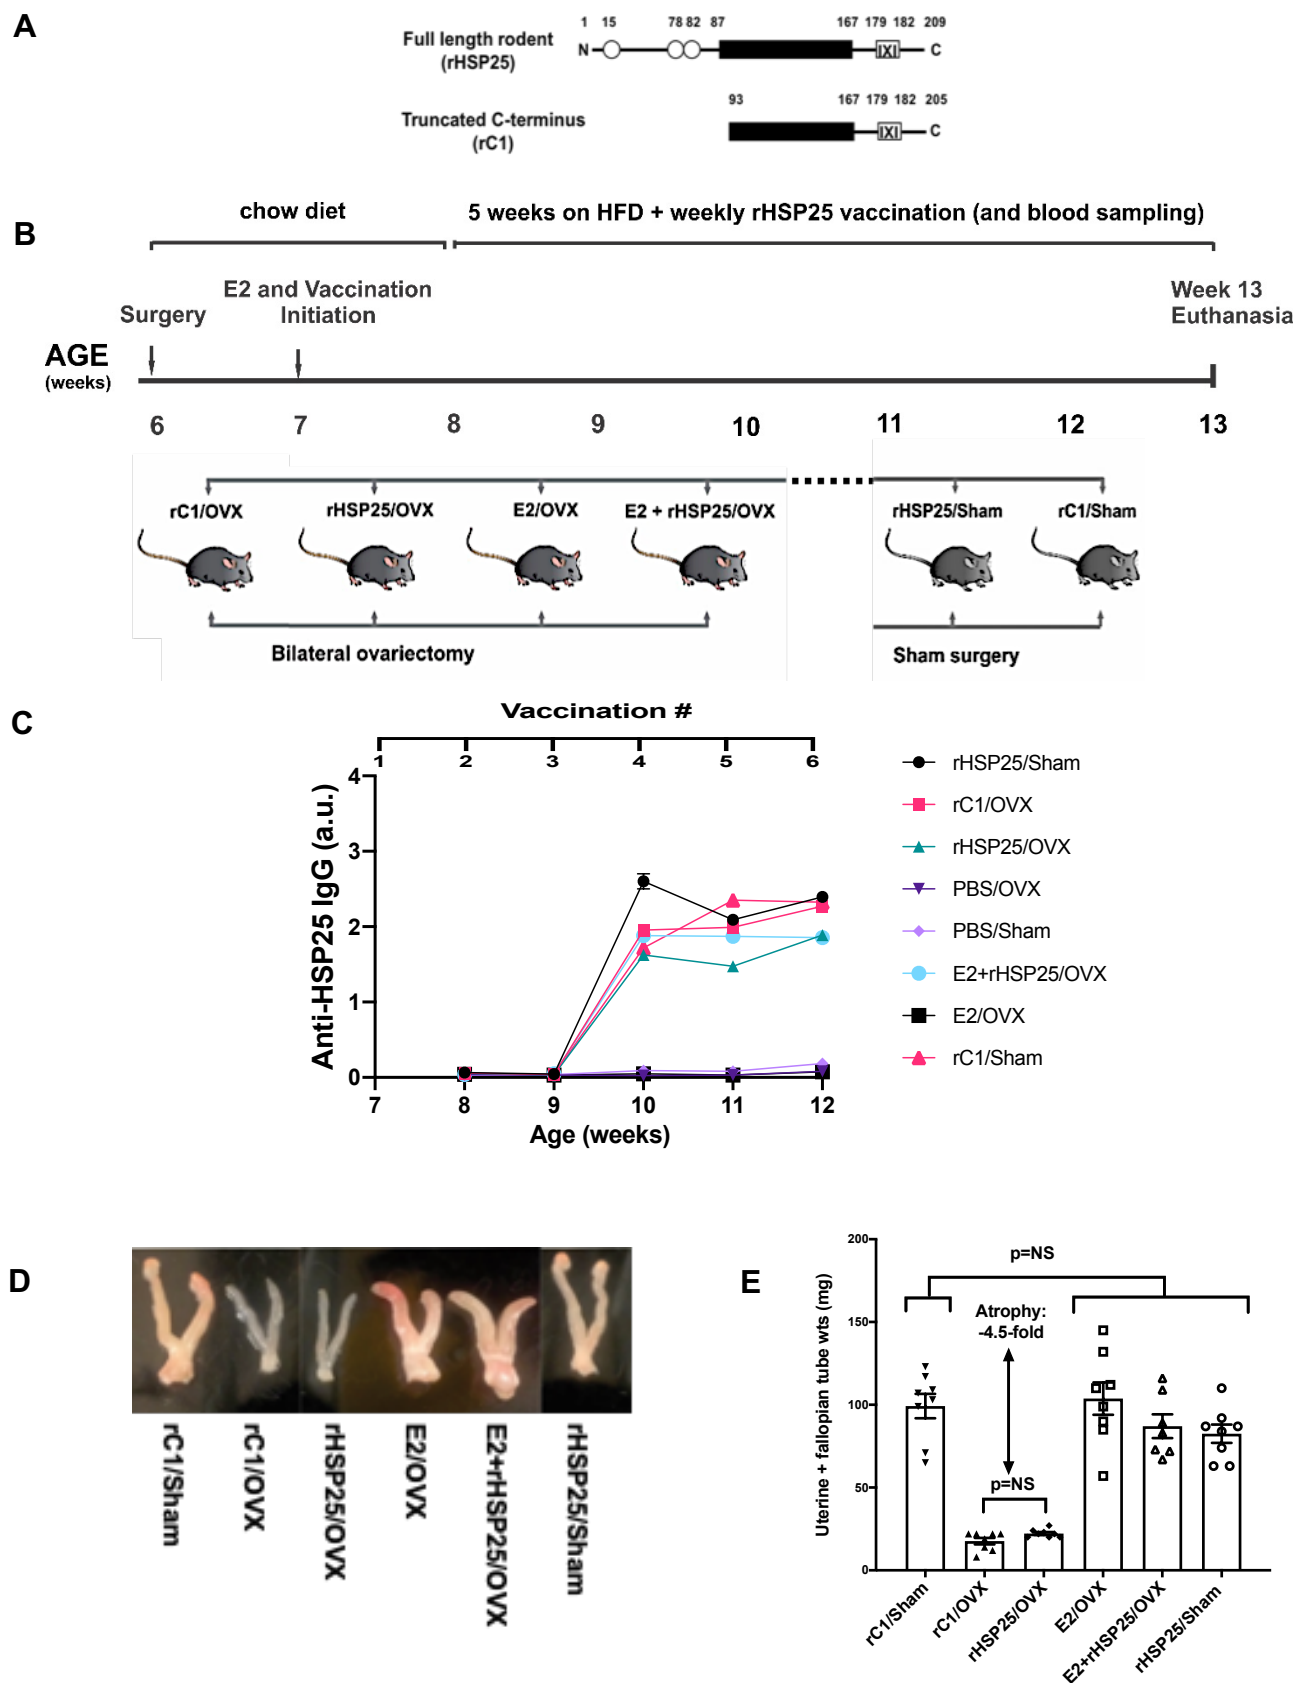 A
1 15 78 82 87 167 179 182 209
Full length rodent
(rHSP25)
N IXI C
93 167 179 182 205
Truncated C-terminus
(rC1)
IXI C
chow diet
5 weeks on HFD + weekly rHSP25 vaccination (and blood sampling)
B
E2 and Vaccination
Initiation
Surgery
Week 13
Euthanasia
AGE
(weeks)
6 7 8 9 10 11 12 13
rC1/OVX rHSP25/OVX E2/OVX E2 + rHSP25/OVX rHSP25/Sham rC1/Sham
Bilateral ovariectomy
Sham surgery
C
Vaccination #
1 2 3 4 5 6
Anti-HSP25 IgG (a.u.)
4
3
2
1
0
7 8 9 10 11 12
Age (weeks)
rHSP25/Sham
rC1/OVX
rHSP25/OVX
PBS/OVX
PBS/Sham
E2+rHSP25/OVX
E2/OVX
rC1/Sham
D
rC1/Sham
rC1/OVX
rHSP25/OVX
E2/OVX
E2+rHSP25/OVX
rHSP25/Sham
E
Uterine + fallopian tube wts (mg)
200
150
100
50
0
p=NS
Atrophy:
-4.5-fold
p=NS
rC1/Sham
rC1/OVX
rHSP25/OVX
E2/OVX
E2+rHSP25/OVX
rHSP25/Sham